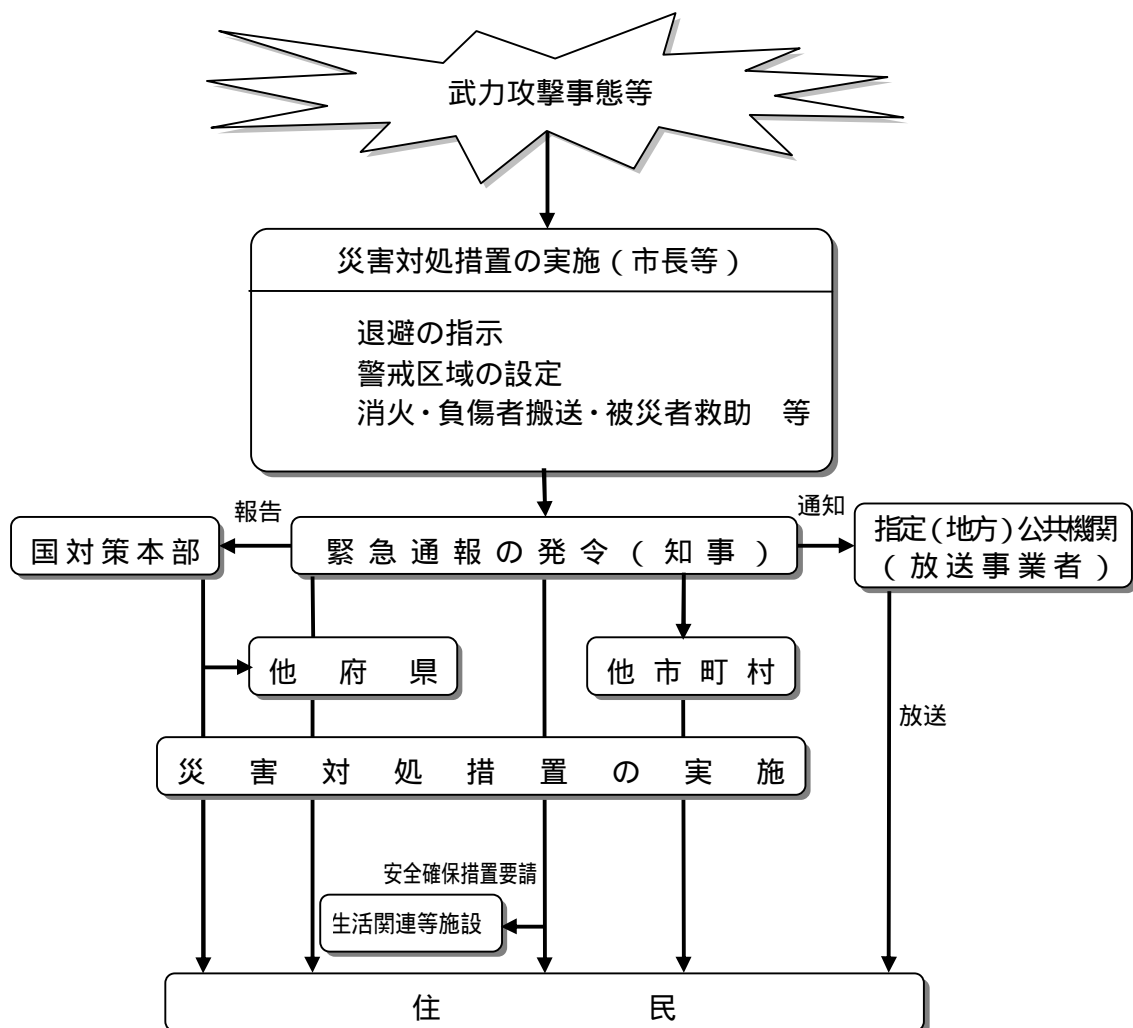 武力攻撃事態等
災害対処措置の実施(市長等)
退避の指示
警戒区域の設定
消火・負傷者搬送・被災者救助 等
報告
通知
国対策本部
緊急通報の発令(知事)
指定(地方)公共機関
(放送事業者)
他府県
他市町村
放送
災害対処措置の実施
安全確保措置要請
生活関連等施設
住民